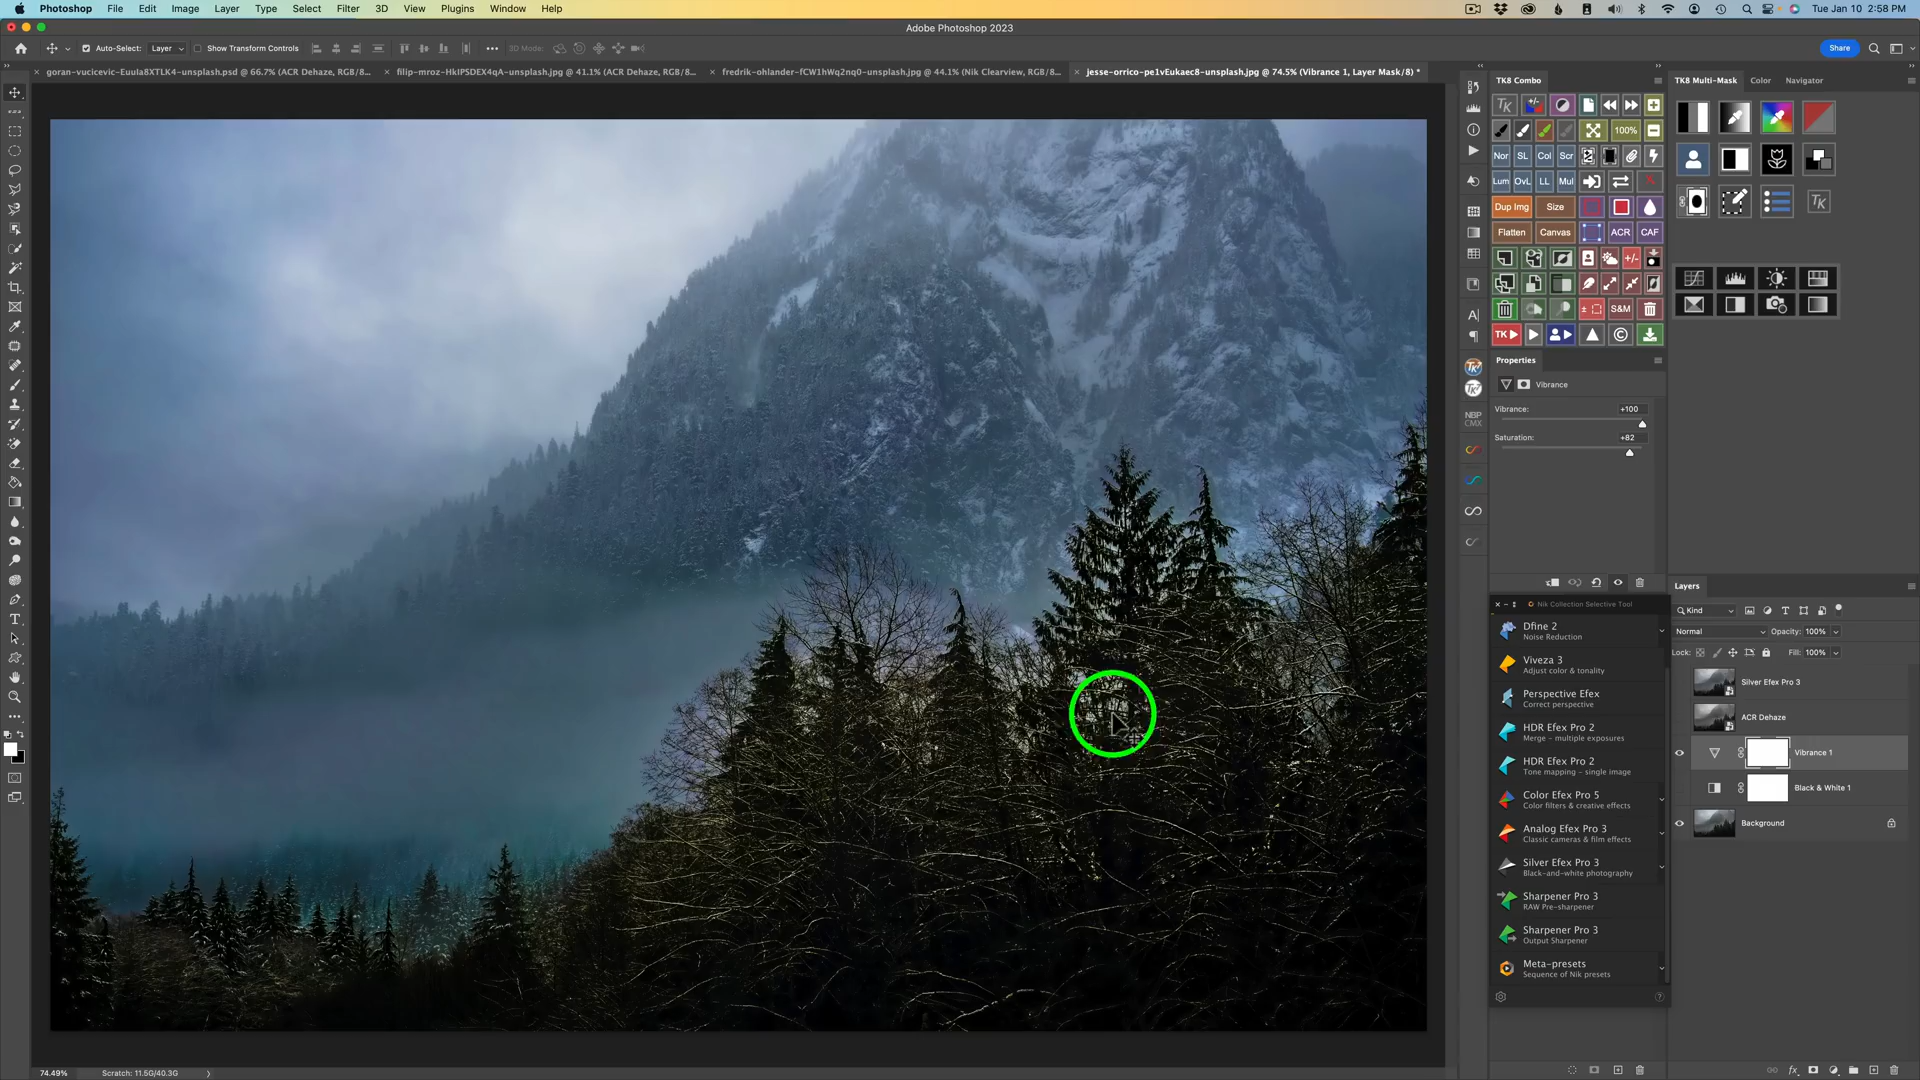 Photoshop File Edit Image Layer Type Select Filter 3D View Plugins Window Help Tue Jan 10 2:58 PM
Adobe Photoshop 2023
Auto-Select: Layer Show Transform Controls 3D Mode: Share
goran-vucicevic-Euula8XTLK4-unsplash.psd @ 66.7% (ACR Dehaze, RGB/8... filip-mroz-HkIPSDEX4qA-unsplash.jpg @ 41.1% (ACR Dehaze, RGB/8... fredrik-ohlander-fCW1hWq2nq0-unsplash.jpg @ 44.1% (Nik Clearview, RGB/8... jesse-orrico-pe1vEukaec8-unsplash.jpg @ 74.5% (Vibrance 1, Layer Mask/8) *
TK8 Combo
TK8 Multi-Mask Color Navigator
TK +/-
100%
Nor SL Col Scr
Lum OvL LL Mul
TK
Dup Img Size
Flatten Canvas ACR CAF
+/-
S&M
TK
Properties
Vibrance
Vibrance: +100
Saturation: +82
NBP
CMX
Nik Collection Selective Tool
Dfine 2
Noise Reduction
Viveza 3
Adjust color & tonality
Perspective Efex
Correct perspective
HDR Efex Pro 2
Merge - multiple exposures
HDR Efex Pro 2
Tone mapping - single image
Color Efex Pro 5
Color filters & creative effects
Analog Efex Pro 3
Classic cameras & film effects
Silver Efex Pro 3
Black-and-white photography
Sharpener Pro 3
RAW Pre-sharpener
Sharpener Pro 3
Output Sharpener
Meta-presets
Sequence of Nik presets
Layers
Kind
Normal Opacity: 100%
Lock: Fill: 100%
Silver Efex Pro 3
ACR Dehaze
Vibrance 1
Black & White 1
Background
fx
74.49% Scratch: 11.5G/40.3G